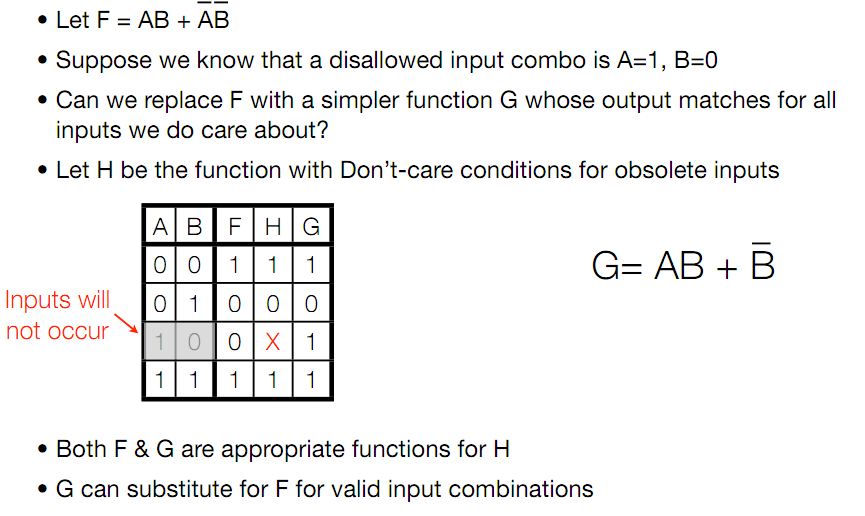 • Let F = AB + A̅B̅
• Suppose we know that a disallowed input combo is A=1, B=0
• Can we replace F with a simpler function G whose output matches for all
inputs we do care about?
• Let H be the function with Don't-care conditions for obsolete inputs
A B F H G
0 0 1 1 1
0 1 0 0 0
1 0 0 X 1
1 1 1 1 1
Inputs will
not occur
G= AB + B̅
• Both F & G are appropriate functions for H
• G can substitute for F for valid input combinations